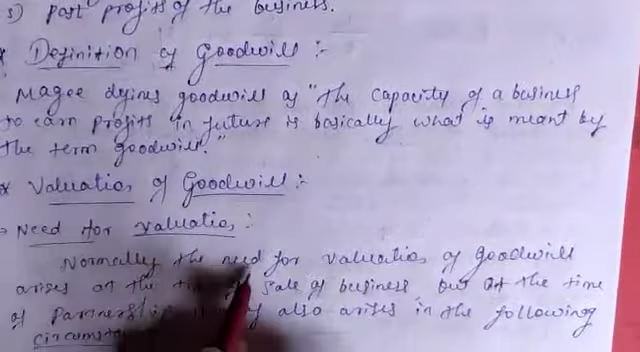 5) Past profits of the business.
* Definition of Goodwill :-
Magee defines goodwill as "the capacity of a business
to earn profits in future is basically what is meant by
the term goodwill."
* Valuation of Goodwill :-
→ Need for valuation :
Normally the need for valuation of goodwill
arises at the sale of business but at the time
of Partnership also arises in the following